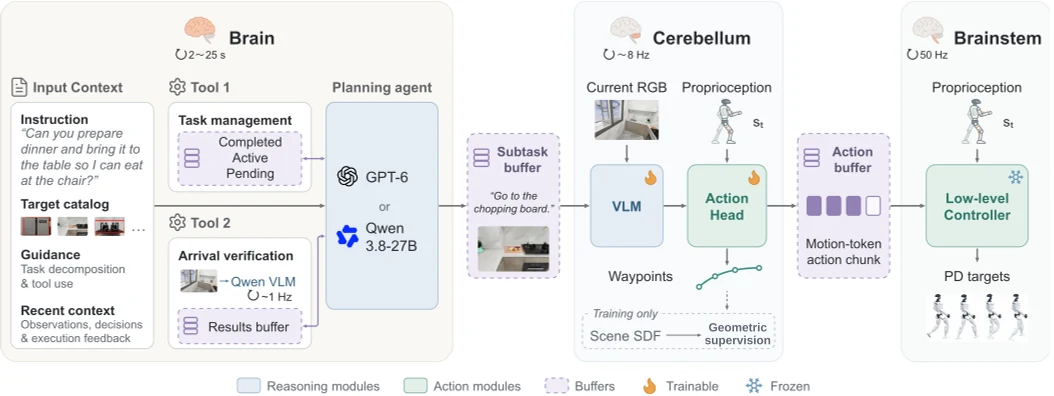 Brain
2~25 s
Input Context
Instruction
"Can you prepare
dinner and bring it to
the table so I can eat
at the chair?"
Target catalog
...
Guidance
Task decomposition
& tool use
Recent context
Observations, decisions
& execution feedback
Tool 1
Task management
Completed
Active
Pending
Tool 2
Arrival verification
Qwen VLM
~1 Hz
Results buffer
Planning agent
GPT-6
or
Qwen
3.8-27B
Subtask
buffer
"Go to the
chopping board."
Cerebellum
~8 Hz
Current RGB
Proprioception
St
VLM
Action
Head
Waypoints
Training only
Scene SDF
Geometric
supervision
Action
buffer
Motion-token
action chunk
Brainstem
50 Hz
Proprioception
St
Low-level
Controller
PD targets
Reasoning modules
Action modules
Buffers
Trainable
Frozen